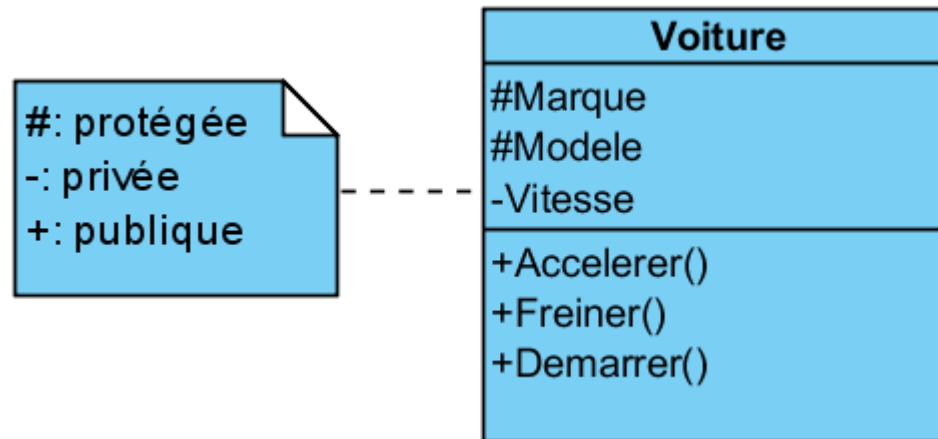 #: protégée
-: privée
+: publique
Voiture
#Marque
#Modele
-Vitesse
+Accelerer()
+Freiner()
+Demarrer()